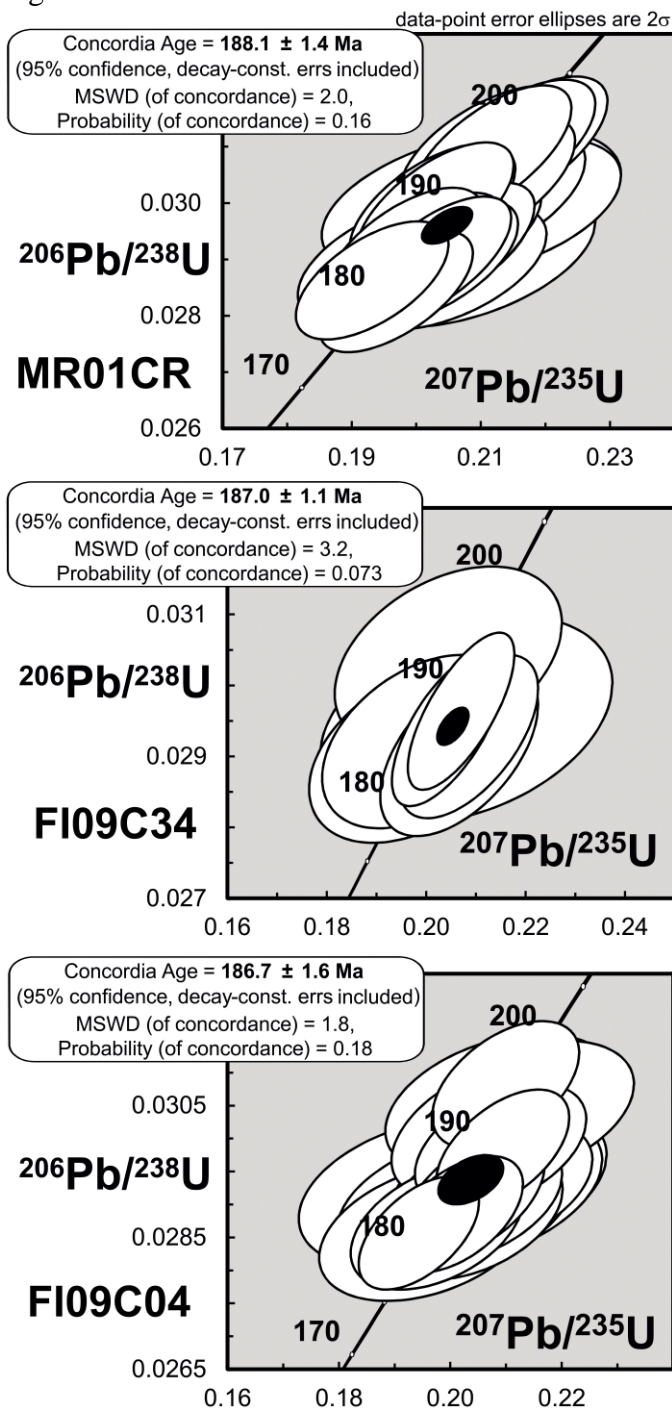 data-point error ellipses are 2σ
Concordia Age = 188.1 ± 1.4 Ma
(95% confidence, decay-const. errs included)
MSWD (of concordance) = 2.0,
Probability (of concordance) = 0.16
200
190
0.030
206Pb/238U
180
0.028
170
MR01CR
207Pb/235U
0.026
0.17 0.19 0.21 0.23
Concordia Age = 187.0 ± 1.1 Ma
(95% confidence, decay-const. errs included)
MSWD (of concordance) = 3.2,
Probability (of concordance) = 0.073
200
0.031
190
206Pb/238U
0.029
180
FI09C34
207Pb/235U
0.027
0.16 0.18 0.20 0.22 0.24
Concordia Age = 186.7 ± 1.6 Ma
(95% confidence, decay-const. errs included)
MSWD (of concordance) = 1.8,
Probability (of concordance) = 0.18
200
0.0305
190
206Pb/238U
180
0.0285
FI09C04
170
207Pb/235U
0.0265
0.16 0.18 0.20 0.22